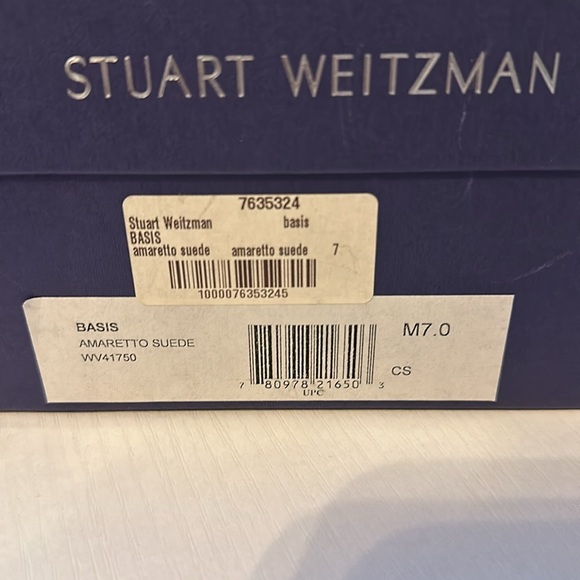 STUART WEITZMAN
7635324
Stuart Weitzman basis
BASIS
amaretto suede amaretto suede 7
1000076353245
BASIS
AMARETTO SUEDE
WV41750
7 80978 21650 3
UPC
M7.0
CS